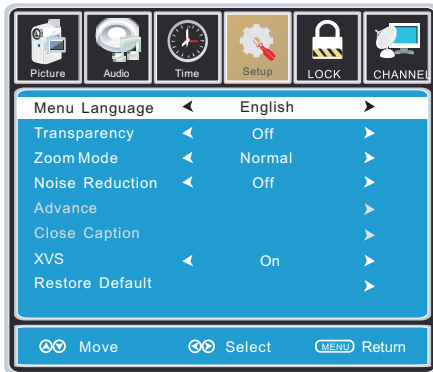 Picture Audio Time Setup LOCK CHANNEL
Menu Language English
Transparency Off
Zoom Mode Normal
Noise Reduction Off
Advance
Close Caption
XVS On
Restore Default
Move Select MENU Return